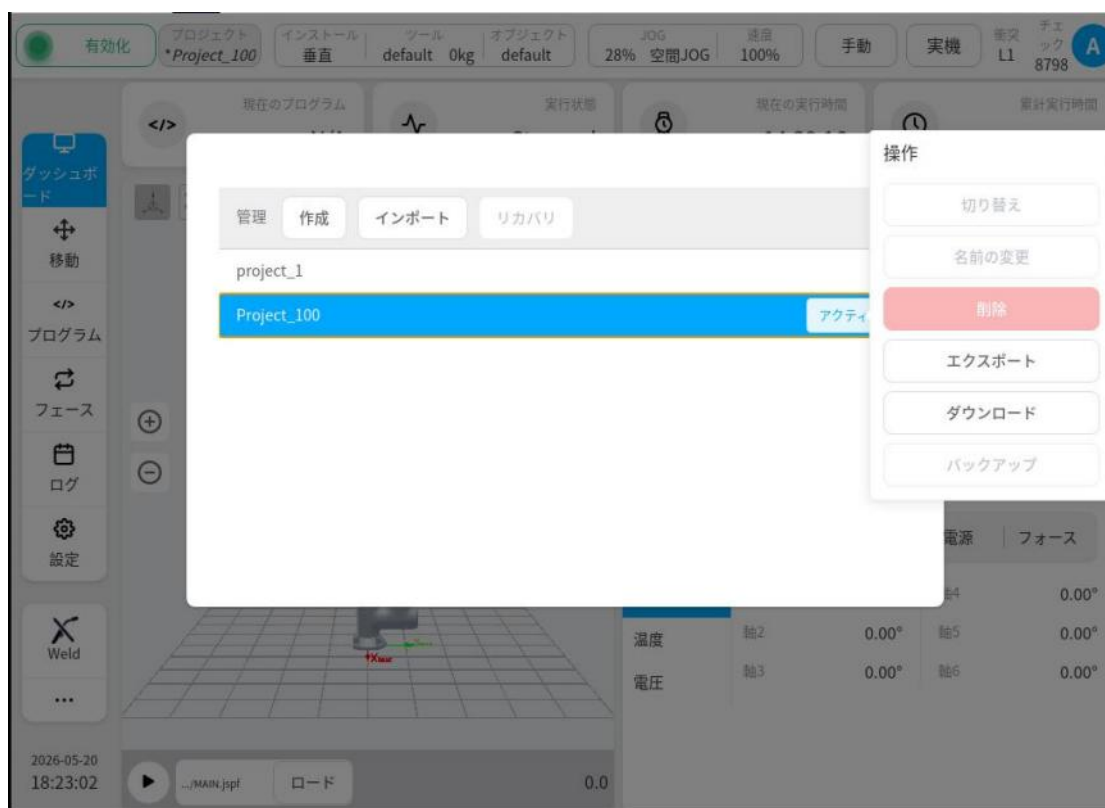 有効化
プロジェクト
*Project_100
インストール
垂直
ツール
default 0kg
オブジェクト
default
JOG
28% 空間JOG
速度
100%
手動
実機
衝突
L1
チェック
8798
A
現在のプログラム
実行状態
現在の実行時間
累計実行時間
ダッシュボ
ード
移動
プログラム
フェース
ログ
設定
Weld
2026-05-20
18:23:02
管理
作成
インポート
リカバリ
project_1
Project_100
アクティ
操作
切り替え
名前の変更
削除
エクスポート
ダウンロード
バックアップ
電源
フォース
軸4
0.00°
温度
軸2
0.00°
軸5
0.00°
電圧
軸3
0.00°
軸6
0.00°
.../MAIN.jspf
ロード
0.0